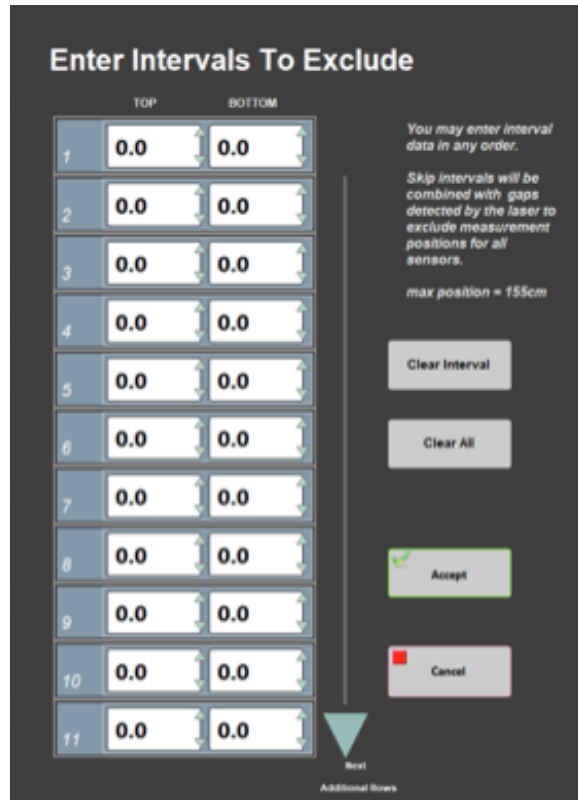 Enter Intervals To Exclude
TOP BOTTOM
1 0.0 0.0
2 0.0 0.0
3 0.0 0.0
4 0.0 0.0
5 0.0 0.0
6 0.0 0.0
7 0.0 0.0
8 0.0 0.0
9 0.0 0.0
10 0.0 0.0
11 0.0 0.0
You may enter interval
data in any order.
Skip intervals will be
combined with gaps
detected by the laser to
exclude measurement
positions for all
sensors.
max position = 155cm
Clear Interval
Clear All
Accept
Cancel
Next
Additional Rows